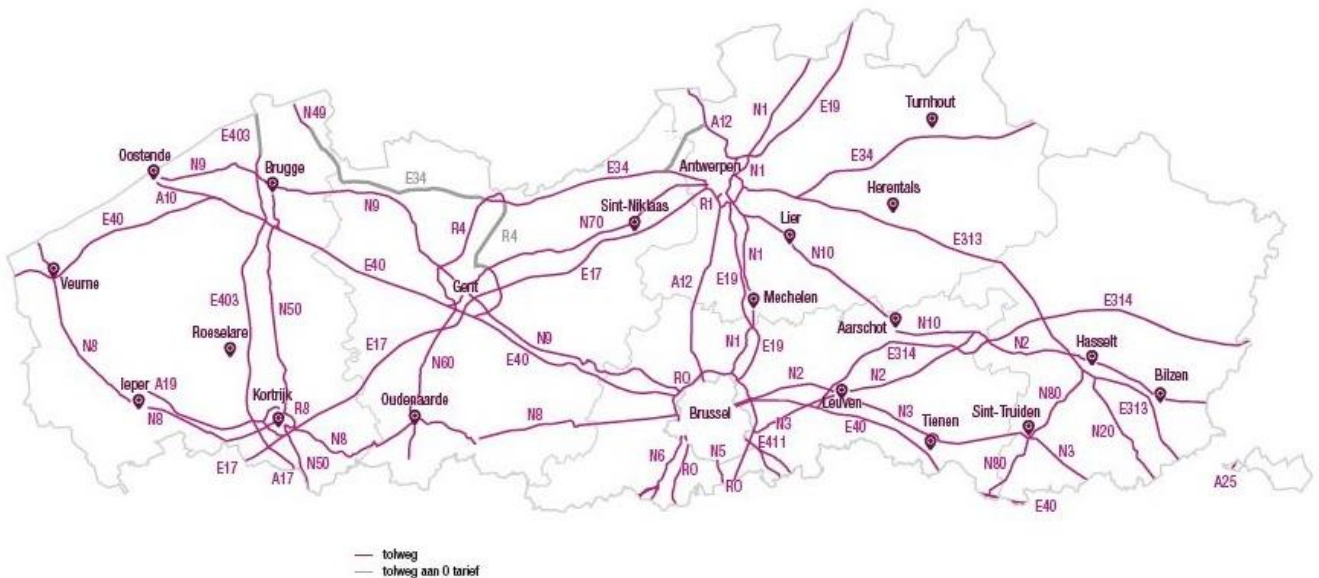 N49
N1
E19
Turnhout
E403
A12
Oostende
N9
Brugge
E34
E34
Antwerpen
N1
E34
Herentals
A10
N9
R1
Sint-Niklaas
Lier
E40
R4
N70
R4
N10
E313
N1
Veurne
E40
Gent
E17
A12
E19
Mechelen
E403
N50
E314
Aarschot
N10
Roeselare
N8
E17
N9
N1
E19
E314
N2
Hasselt
N60
E40
Ieper
A19
Kortrijk
R8
Oudenaarde
R0
N2
N2
Leuven
N80
Bilzen
Brussel
N8
N8
N8
N3
N3
Tienen
Sint-Truiden
E313
E40
N20
E17
N50
A17
N6
R0
N5
E411
N80
N3
R0
A25
E40
tolweg
tolweg aan 0 tarief